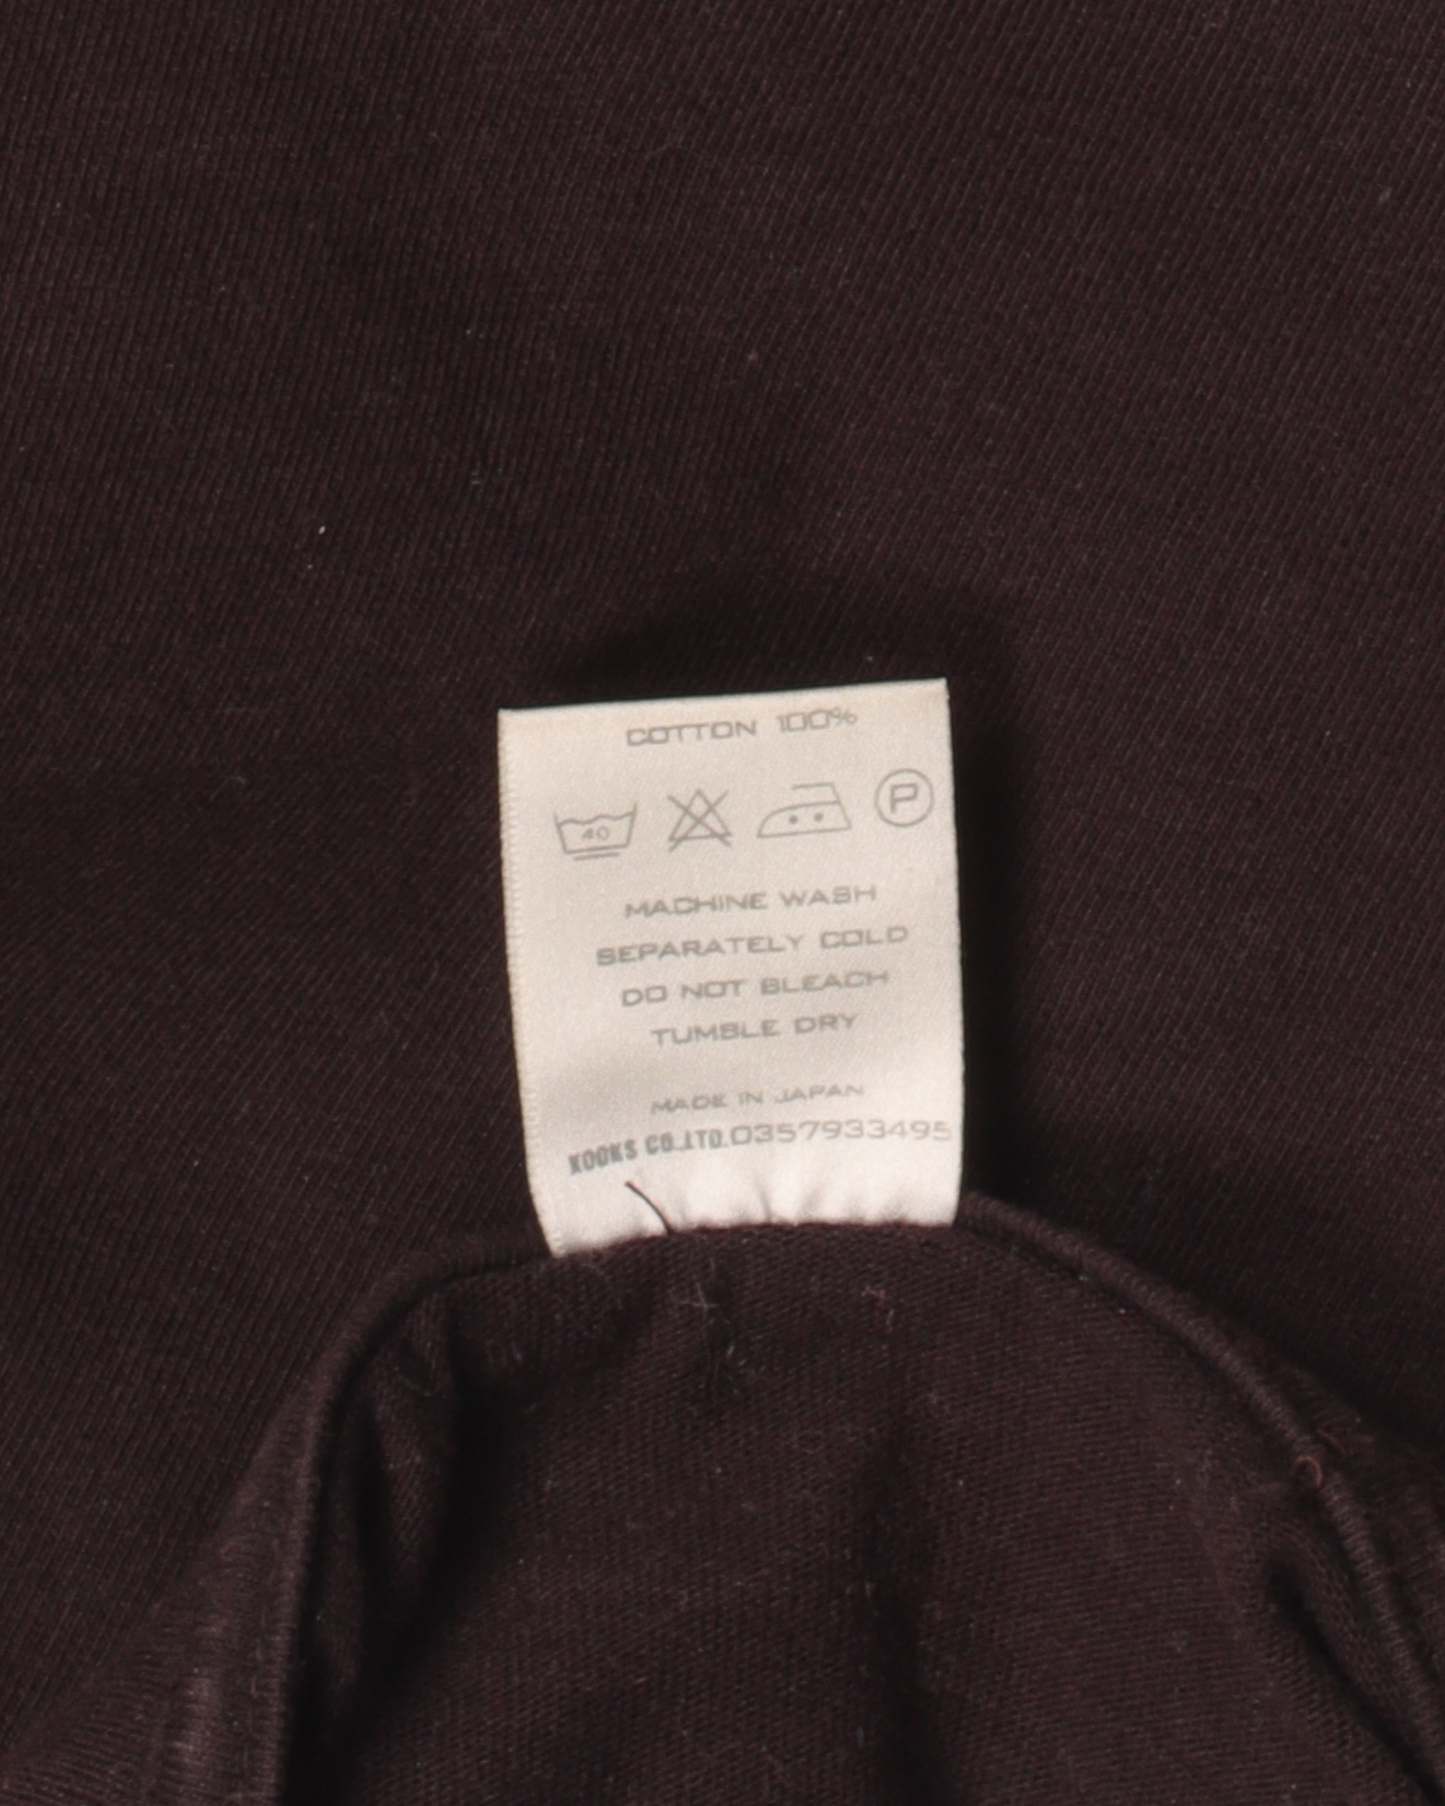 COTTON 100%
40 P
MACHINE WASH
SEPARATELY COLD
DO NOT BLEACH
TUMBLE DRY
MADE IN JAPAN
KOOKS CO.,LTD.0357933495